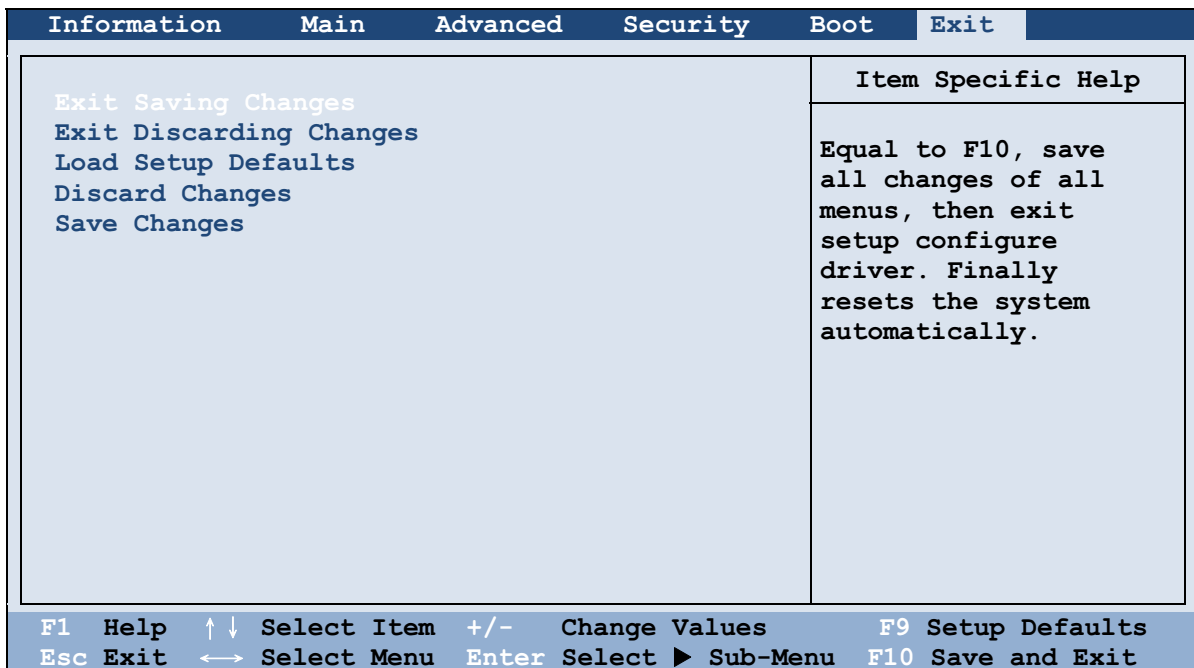 Information Main Advanced Security Boot Exit
Exit Saving Changes
Exit Discarding Changes
Load Setup Defaults
Discard Changes
Save Changes
Item Specific Help
Equal to F10, save
all changes of all
menus, then exit
setup configure
driver. Finally
resets the system
automatically.
F1 Help ↑↓ Select Item +/- Change Values F9 Setup Defaults
Esc Exit ←→ Select Menu Enter Select ▶ Sub-Menu F10 Save and Exit